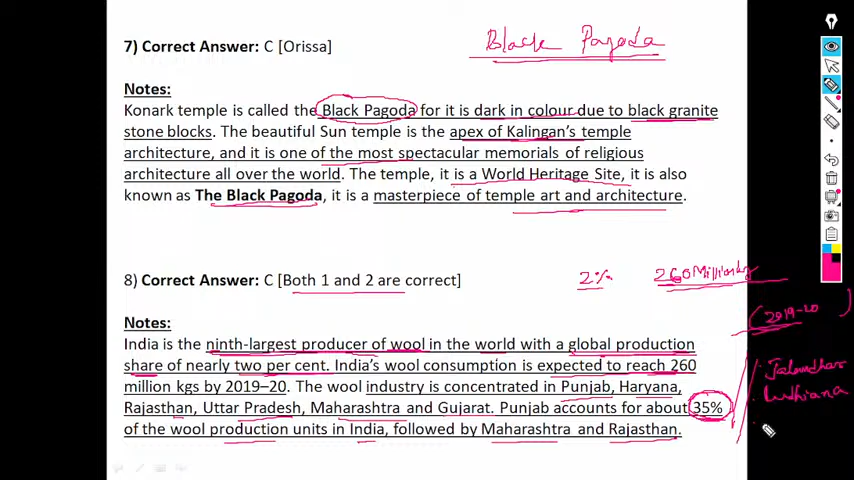 7) Correct Answer: C [Orissa]
Black Pagoda
Notes:
Konark temple is called the Black Pagoda for it is dark in colour due to black granite
stone blocks. The beautiful Sun temple is the apex of Kalingan's temple
architecture, and it is one of the most spectacular memorials of religious
architecture all over the world. The temple, it is a World Heritage Site, it is also
known as The Black Pagoda, it is a masterpiece of temple art and architecture.
8) Correct Answer: C [Both 1 and 2 are correct]
2% 260 Million kg
(2019-20)
Notes:
India is the ninth-largest producer of wool in the world with a global production
share of nearly two per cent. India's wool consumption is expected to reach 260
million kgs by 2019–20. The wool industry is concentrated in Punjab, Haryana,
Rajasthan, Uttar Pradesh, Maharashtra and Gujarat. Punjab accounts for about 35%
of the wool production units in India, followed by Maharashtra and Rajasthan.
Jalandhar
Ludhiana